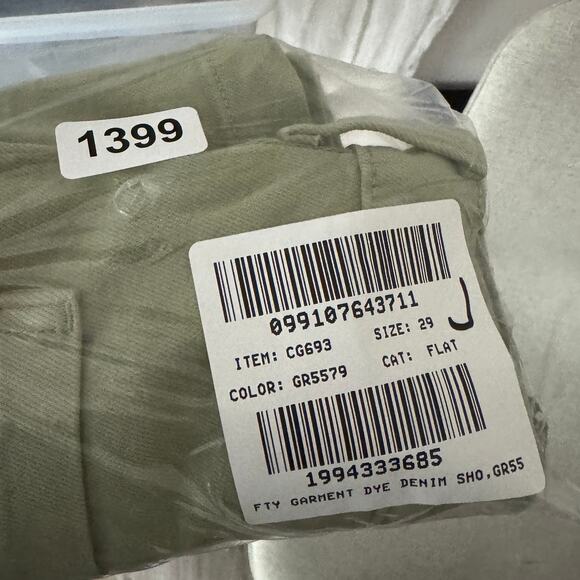 1399
099107643711
ITEM: CG693 SIZE: 29 J
COLOR: GR5579 CAT: FLAT
1994333685
FTY GARMENT DYE DENIM SHO,GR55